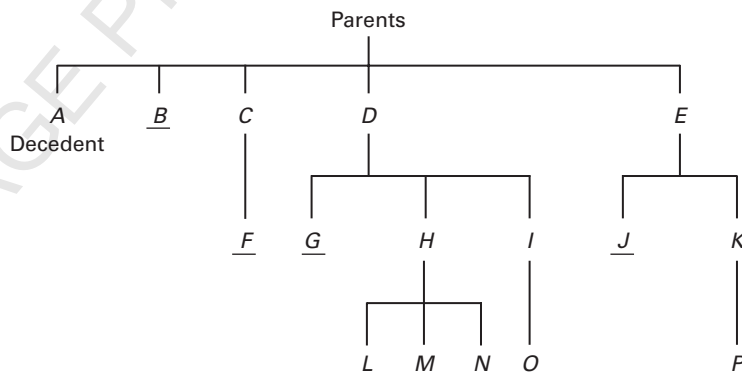 Parents
A B C D E
Decedent
F G H I J K
L M N O P